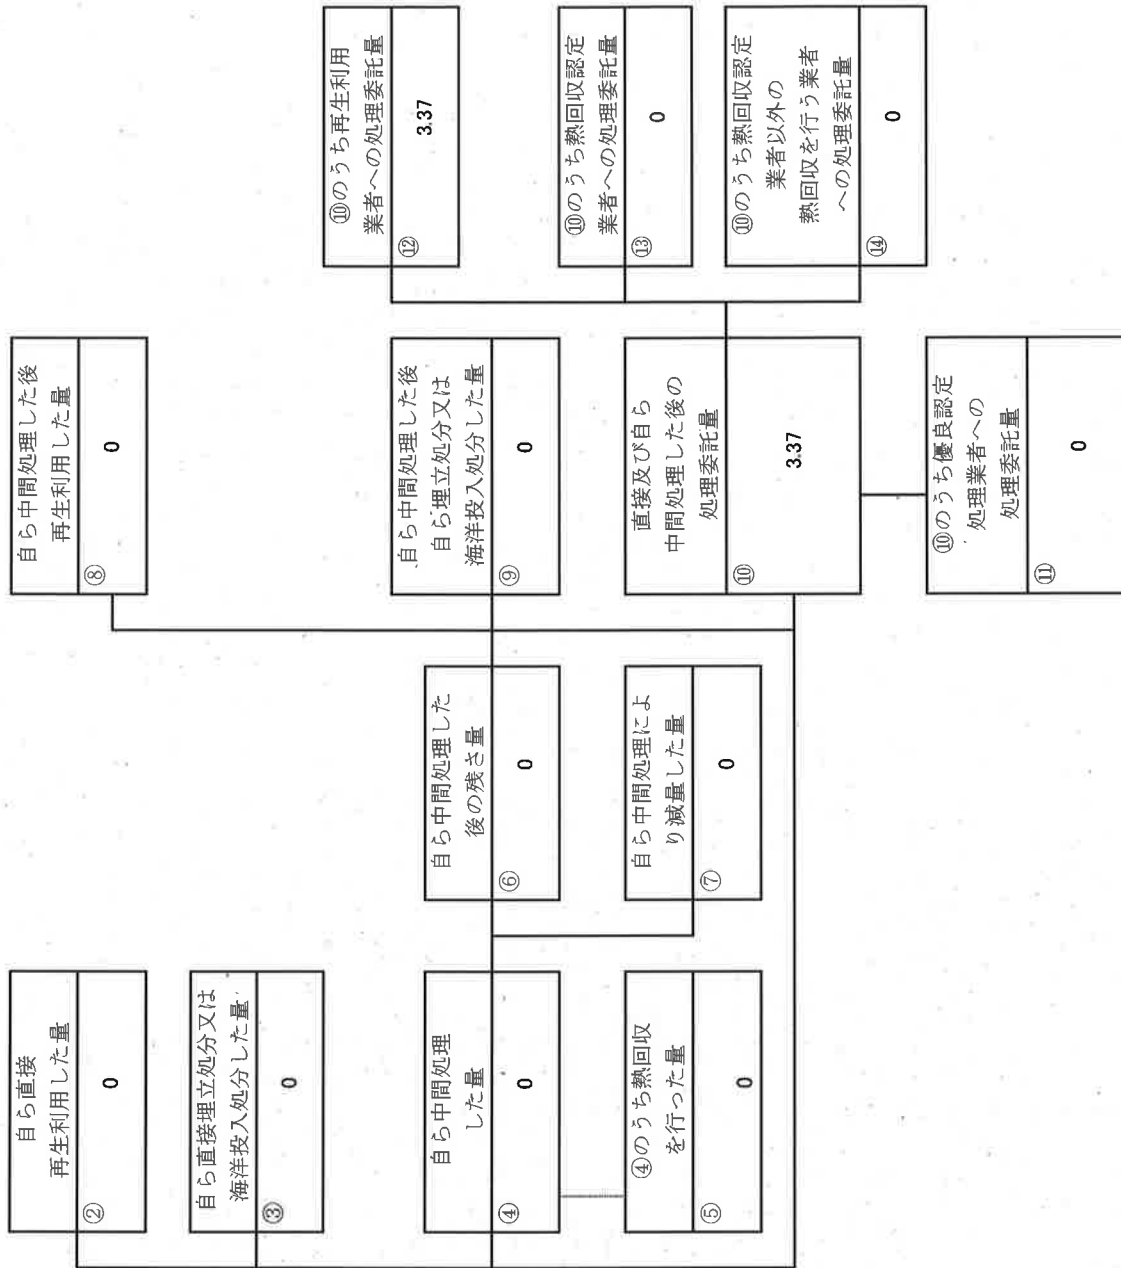 自ら直接
再生利用した量
②
0
自ら直接埋立処分又は
海洋投入処分した量
③
0
自ら中間処理
した量
④
0
④のうち熱回収
を行った量
⑤
0
自ら中間処理した
後の残さ量
⑥
0
自ら中間処理によ
り減量した量
⑦
0
自ら中間処理した後
再生利用した量
⑧
0
自ら中間処理した後
自ら埋立処分又は
海洋投入処分した量
⑨
0
直接及び自ら
中間処理した後の
処理委託量
⑩
3.37
⑩のうち優良認定
処理業者への
処理委託量
⑪
0
⑩のうち再生利用
業者への処理委託量
⑫
3.37
⑩のうち熱回収認定
業者への処理委託量
⑬
0
⑩のうち熱回収認定
業者以外の
熱回収を行う業者
への処理委託量
⑭
0